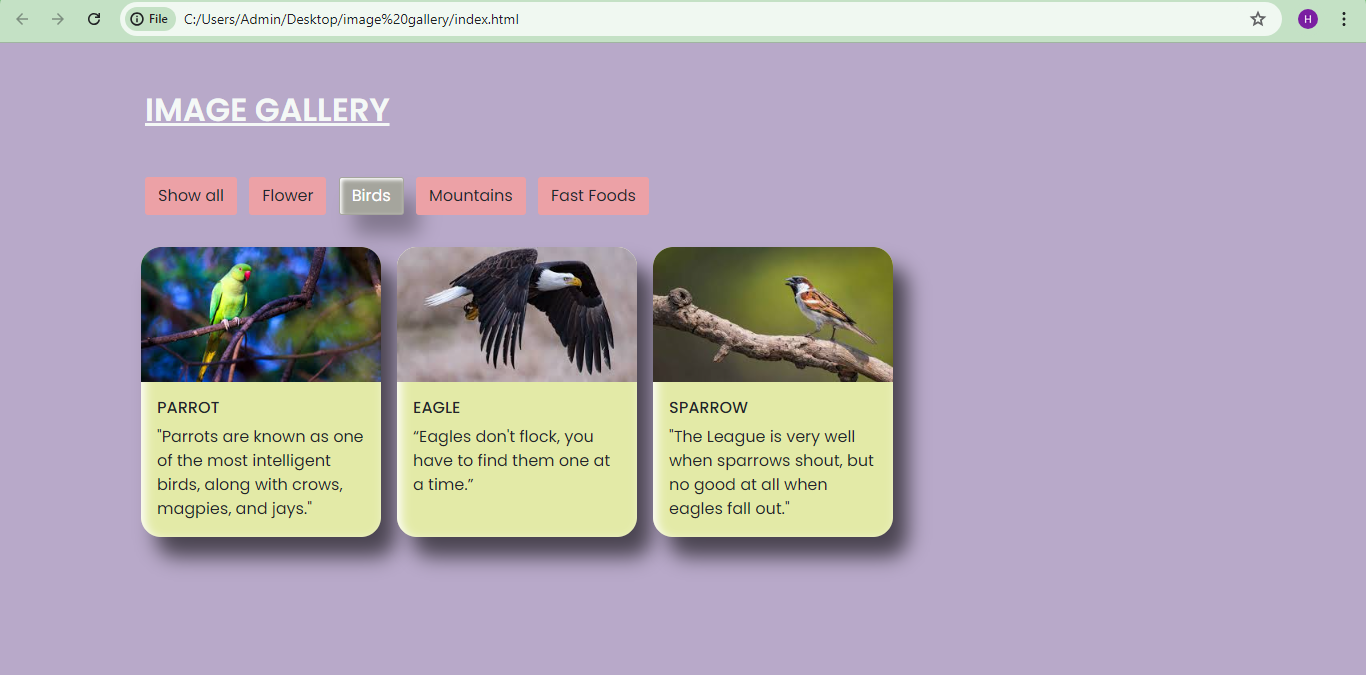 File C:/Users/Admin/Desktop/image%20gallery/index.html H
IMAGE GALLERY
Show all Flower Birds Mountains Fast Foods
PARROT
"Parrots are known as one
of the most intelligent
birds, along with crows,
magpies, and jays."
EAGLE
“Eagles don't flock, you
have to find them one at
a time.”
SPARROW
"The League is very well
when sparrows shout, but
no good at all when
eagles fall out."